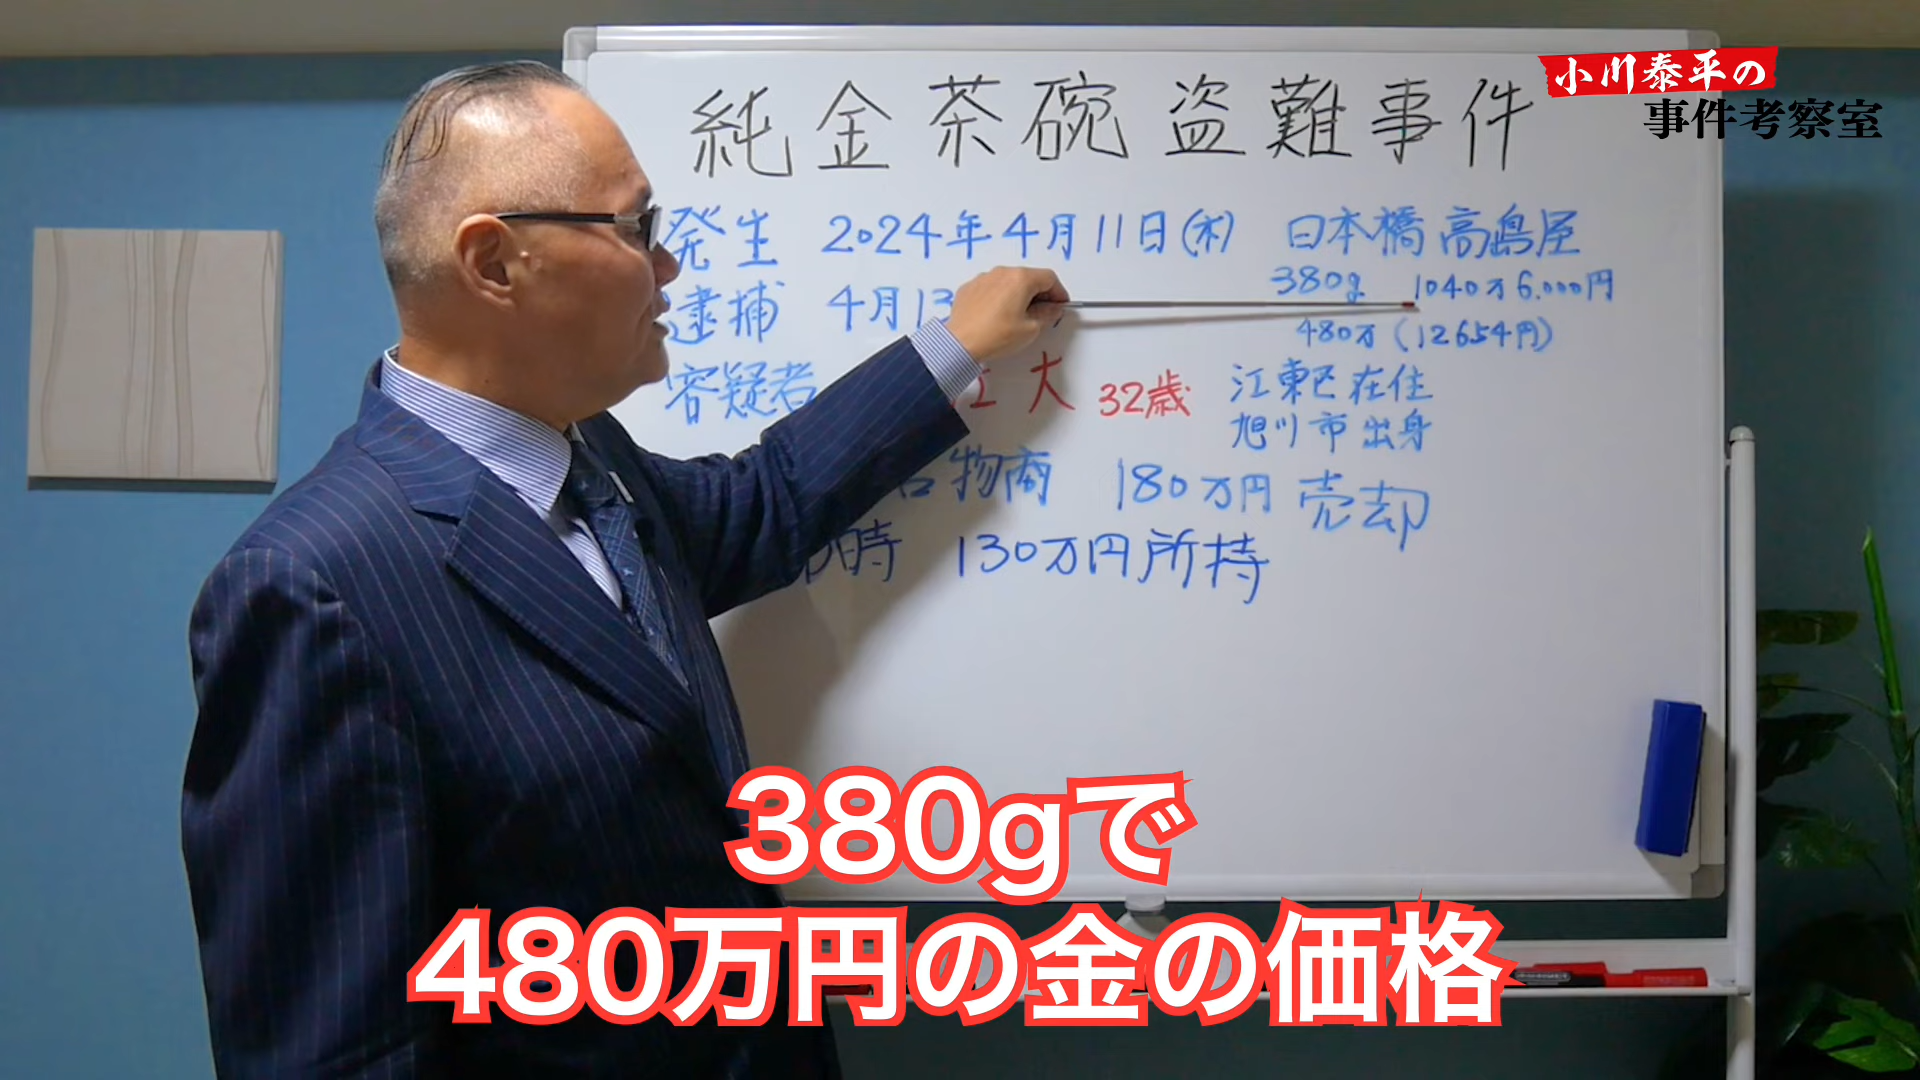 小川泰平の
事件考察室
純金茶碗盗難事件
発生 2024年4月11日(木) 日本橋高島屋
380g 1040万6,000円
逮捕 4月13
480万(12654円)
容疑者 大 32歳 江東区在住
旭川市出身
物商 180万円売却
時 130万円所持
380gで
480万円の金の価格